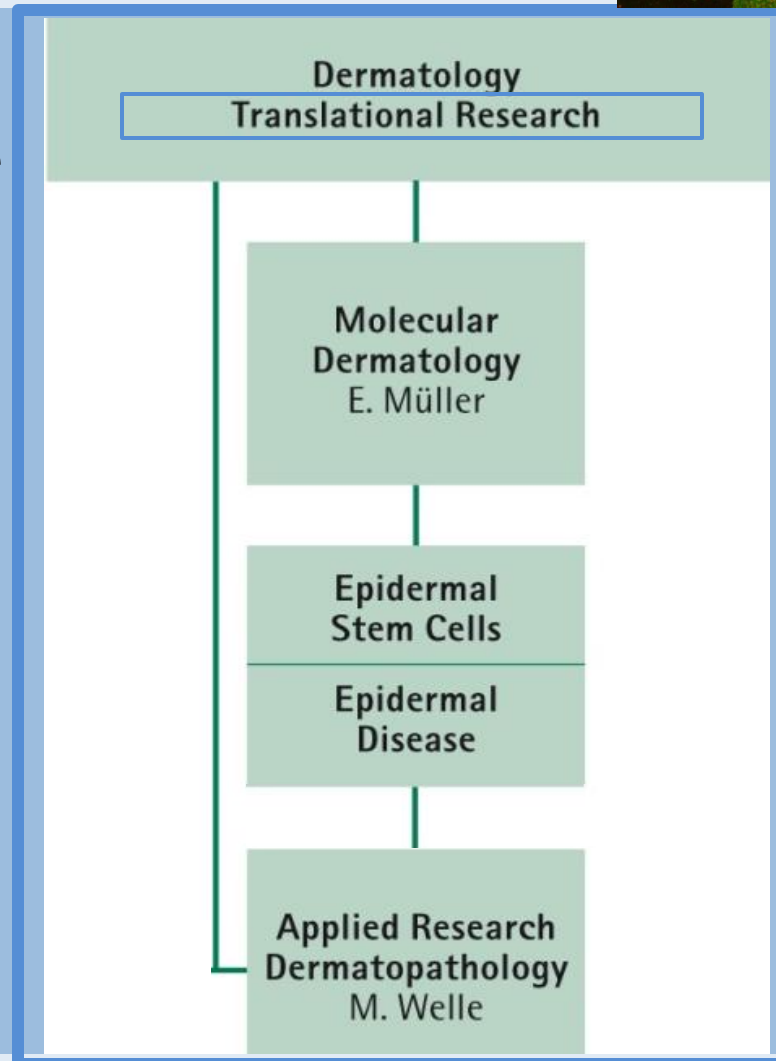 Dermatology
Translational Research
Molecular
Dermatology
E. Müller
Epidermal
Stem Cells
Epidermal
Disease
Applied Research
Dermatopathology
M. Welle